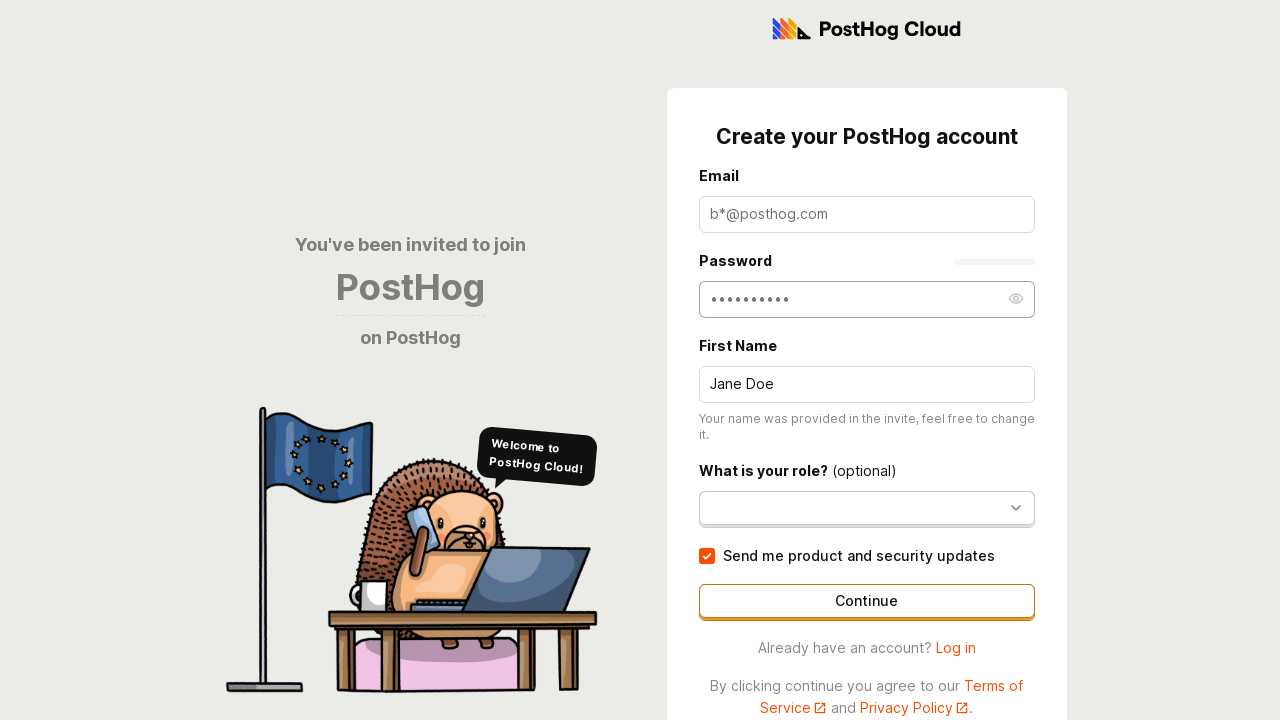 PostHog Cloud
Create your PostHog account
Email
b*@posthog.com
Password
••••••••••
First Name
Jane Doe
Your name was provided in the invite, feel free to change
it.
What is your role? (optional)
Send me product and security updates
Continue
Already have an account? Log in
By clicking continue you agree to our Terms of
Service and Privacy Policy.
You've been invited to join
PostHog
on PostHog
Welcome to
PostHog Cloud!